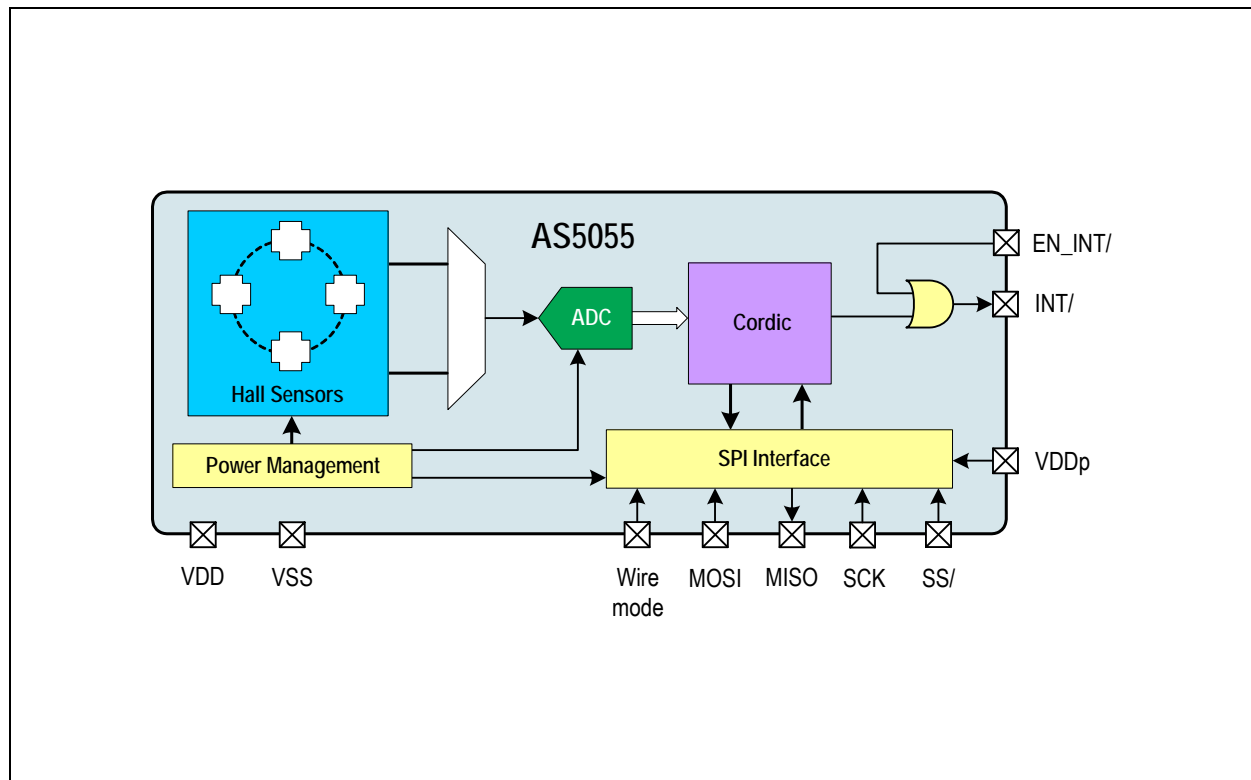 AS5055
EN_INT/
INT/
ADC
Cordic
Hall Sensors
Power Management
SPI Interface
VDDp
VDD
VSS
Wire
mode
MOSI
MISO
SCK
SS/